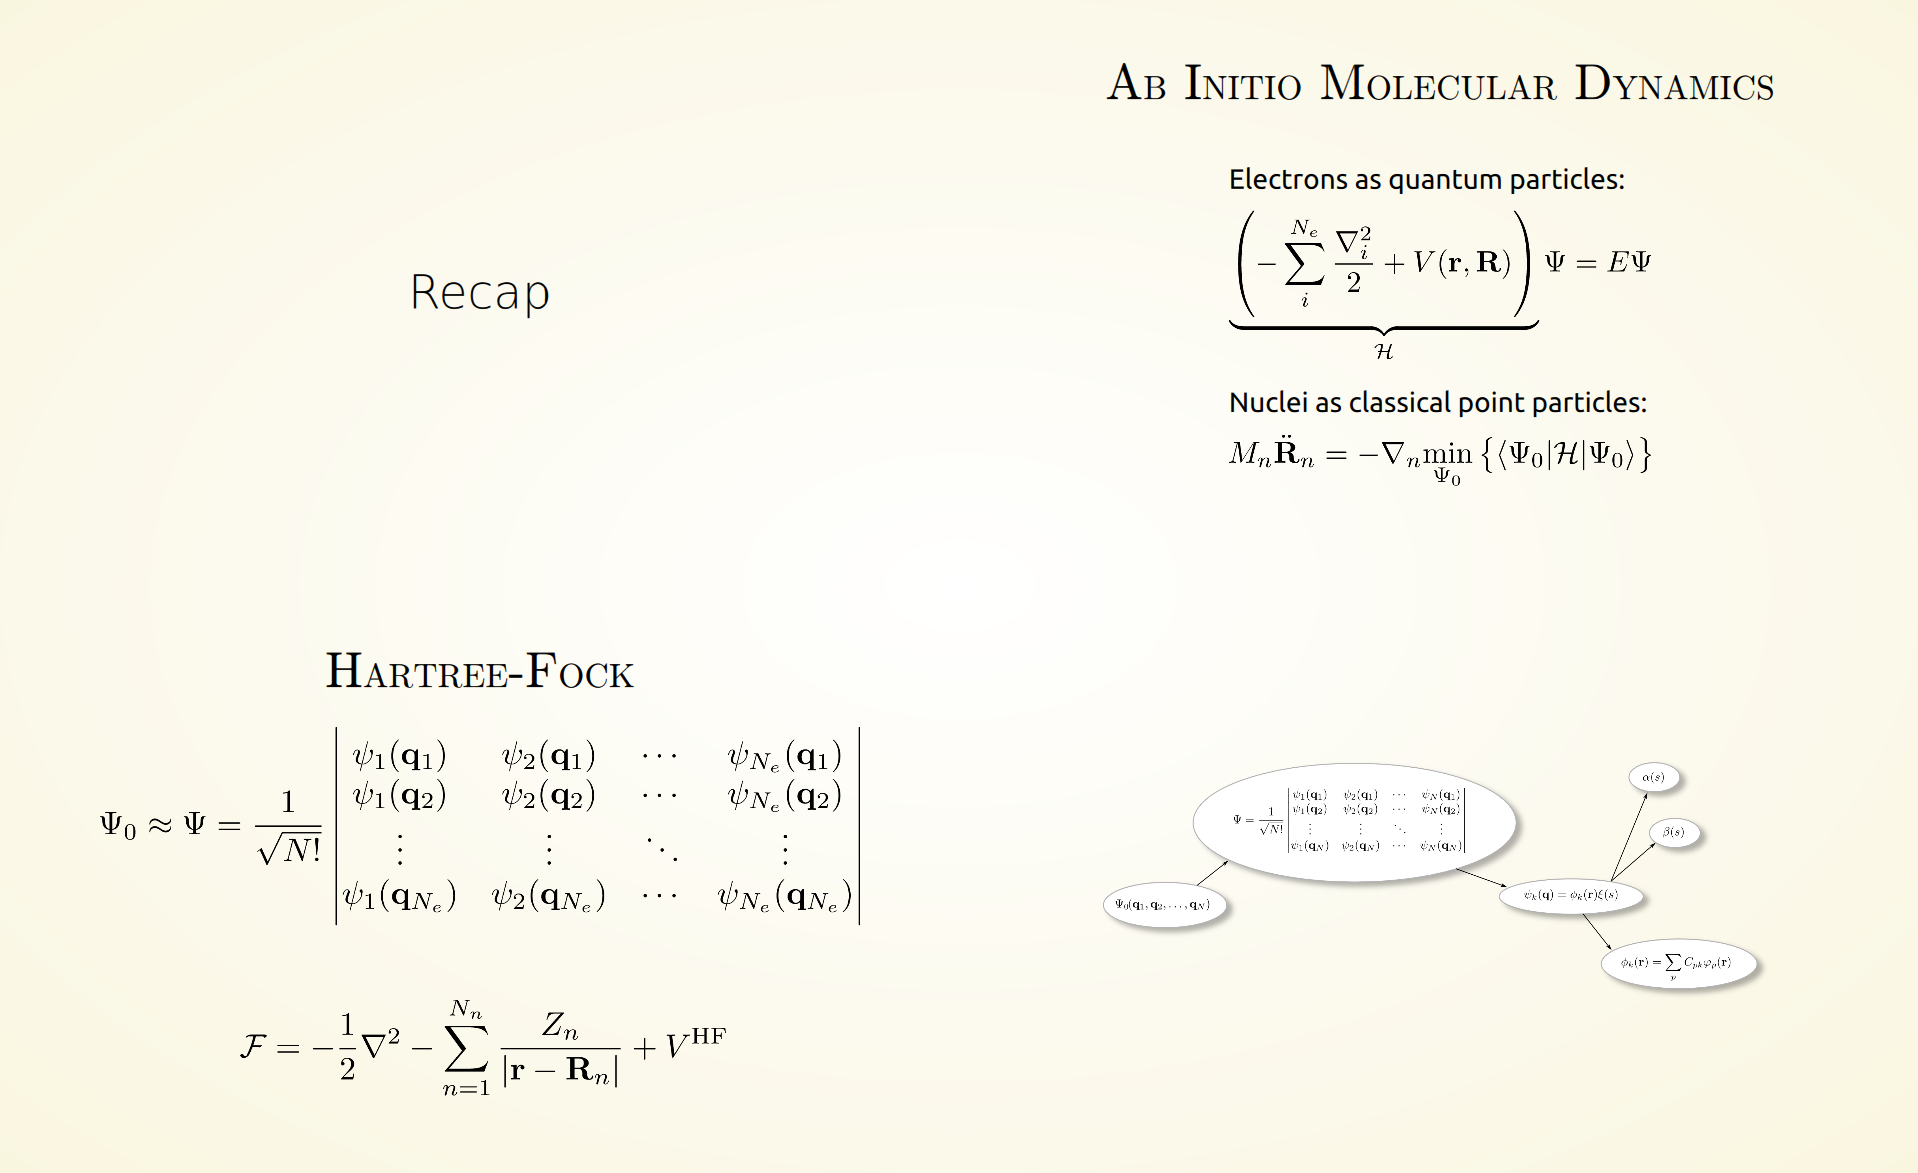 Recap
Ab Initio Molecular Dynamics
Electrons as quantum particles:
$\underbrace{\left(-\sum_{i}^{N_e} \frac{\nabla_i^2}{2} + V(\mathbf{r}, \mathbf{R})\right)}_{\mathcal{H}} \Psi = E\Psi$
Nuclei as classical point particles:
$M_n \ddot{\mathbf{R}}_n = -\nabla_n \min_{\Psi_0} \left\{ \langle \Psi_0 | \mathcal{H} | \Psi_0 \rangle \right\}$
Hartree-Fock
$\Psi_0 \approx \Psi = \frac{1}{\sqrt{N!}} \begin{vmatrix} \psi_1(\mathbf{q}_1) & \psi_2(\mathbf{q}_1) & \cdots & \psi_{N_e}(\mathbf{q}_1) \\ \psi_1(\mathbf{q}_2) & \psi_2(\mathbf{q}_2) & \cdots & \psi_{N_e}(\mathbf{q}_2) \\ \vdots & \vdots & \ddots & \vdots \\ \psi_1(\mathbf{q}_{N_e}) & \psi_2(\mathbf{q}_{N_e}) & \cdots & \psi_{N_e}(\mathbf{q}_{N_e}) \end{vmatrix}$
$\mathcal{F} = -\frac{1}{2}\nabla^2 - \sum_{n=1}^{N_n} \frac{Z_n}{|\mathbf{r} - \mathbf{R}_n|} + V^{\mathrm{HF}}$
$\Psi_0(\mathbf{q}_1, \mathbf{q}_2, \ldots, \mathbf{q}_N)$
$\Psi = \frac{1}{\sqrt{N!}} \begin{vmatrix} \psi_1(\mathbf{q}_1) & \psi_2(\mathbf{q}_1) & \cdots & \psi_N(\mathbf{q}_1) \\ \psi_1(\mathbf{q}_2) & \psi_2(\mathbf{q}_2) & \cdots & \psi_N(\mathbf{q}_2) \\ \vdots & \vdots & \ddots & \vdots \\ \psi_1(\mathbf{q}_N) & \psi_2(\mathbf{q}_N) & \cdots & \psi_N(\mathbf{q}_N) \end{vmatrix}$
$\psi_k(\mathbf{q}) = \phi_k(\mathbf{r})\xi(s)$
$\alpha(s)$
$\beta(s)$
$\phi_k(\mathbf{r}) = \sum_p C_{pk}\varphi_p(\mathbf{r})$